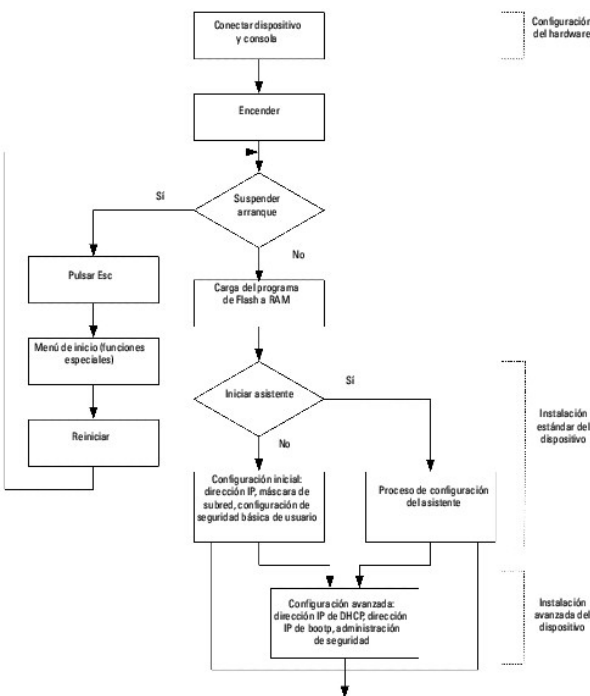 Conectar dispositivo
y consola
Configuración
del hardware
Encender
Suspender
arranque
Sí
No
Pulsar Esc
Carga del programa
de Flash a RAM
Menú de inicio (funciones
especiales)
Iniciar asistente
Sí
No
Reiniciar
Instalación
estándar del
dispositivo
Configuración inicial:
dirección IP, máscara de
subred, configuración de
seguridad básica de usuario
Proceso de configuración
del asistente
Configuración avanzada:
dirección IP de DHCP, dirección
IP de bootp, administración
de seguridad
Instalación
avanzada del
dispositivo